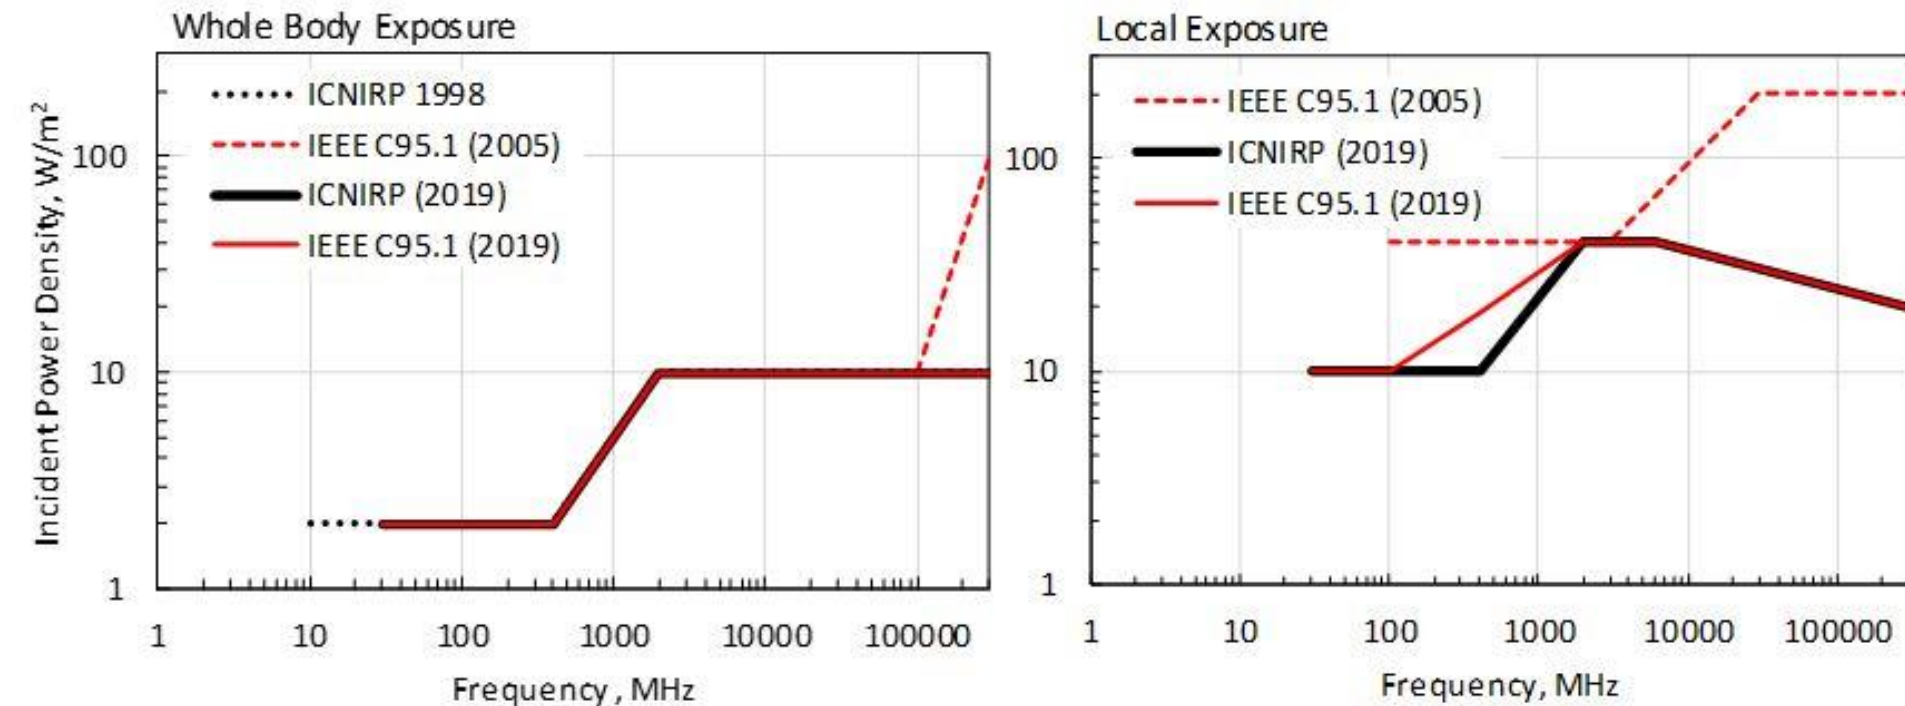 Whole Body Exposure
Incident Power Density, W/m²
100
10
1
ICNIRP 1998
IEEE C95.1 (2005)
ICNIRP (2019)
IEEE C95.1 (2019)
1 10 100 1000 10000 100000
Frequency, MHz
Local Exposure
100
10
1
IEEE C95.1 (2005)
ICNIRP (2019)
IEEE C95.1 (2019)
1 10 100 1000 10000 100000
Frequency, MHz